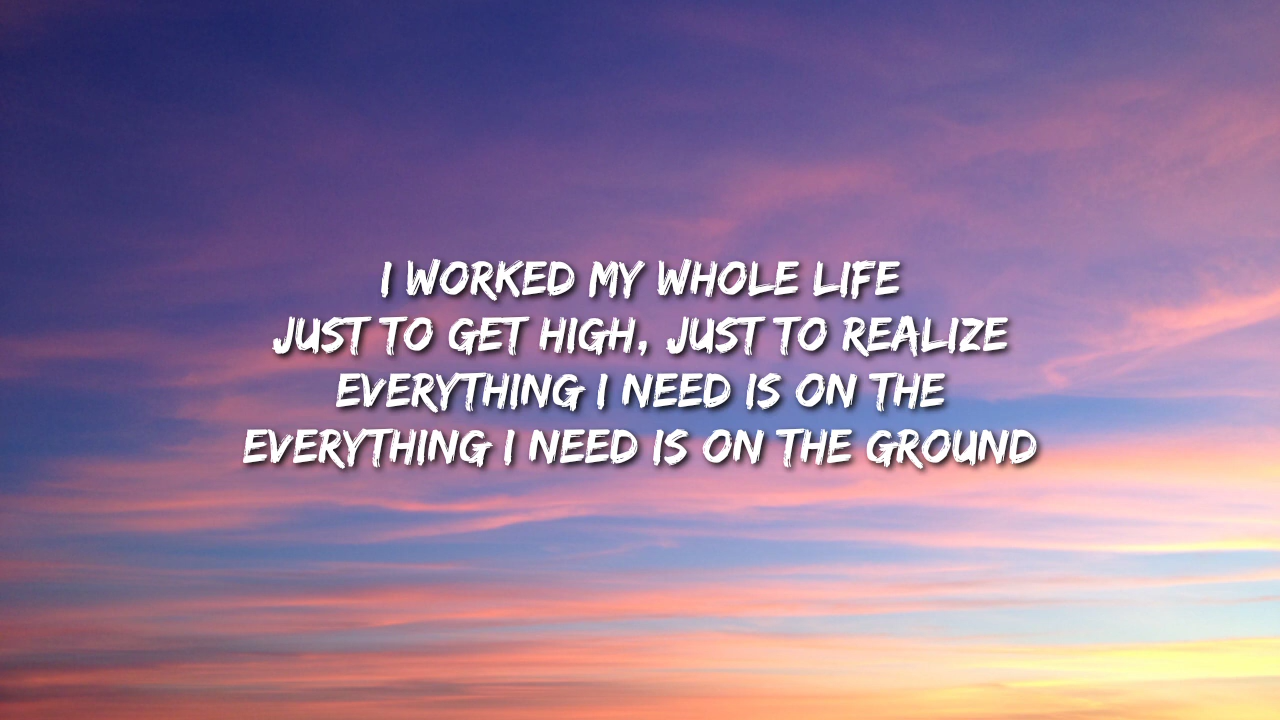 I WORKED MY WHOLE LIFE
JUST TO GET HIGH, JUST TO REALIZE
EVERYTHING I NEED IS ON THE
EVERYTHING I NEED IS ON THE GROUND